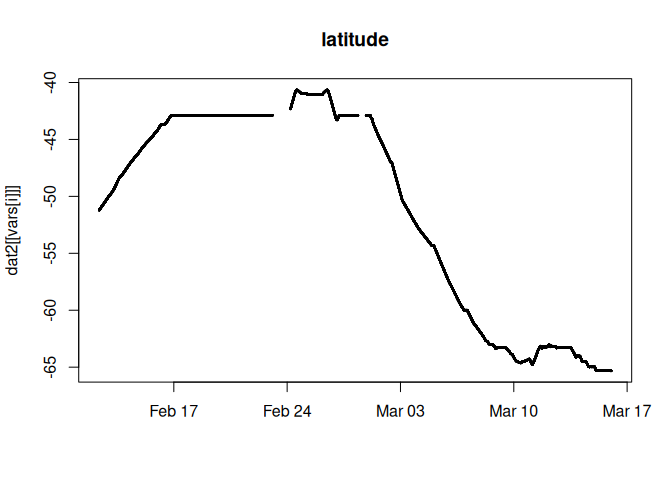 latitude
dat2[[vars[i]]]
-40
-45
-50
-55
-60
-65
Feb 17
Feb 24
Mar 03
Mar 10
Mar 17